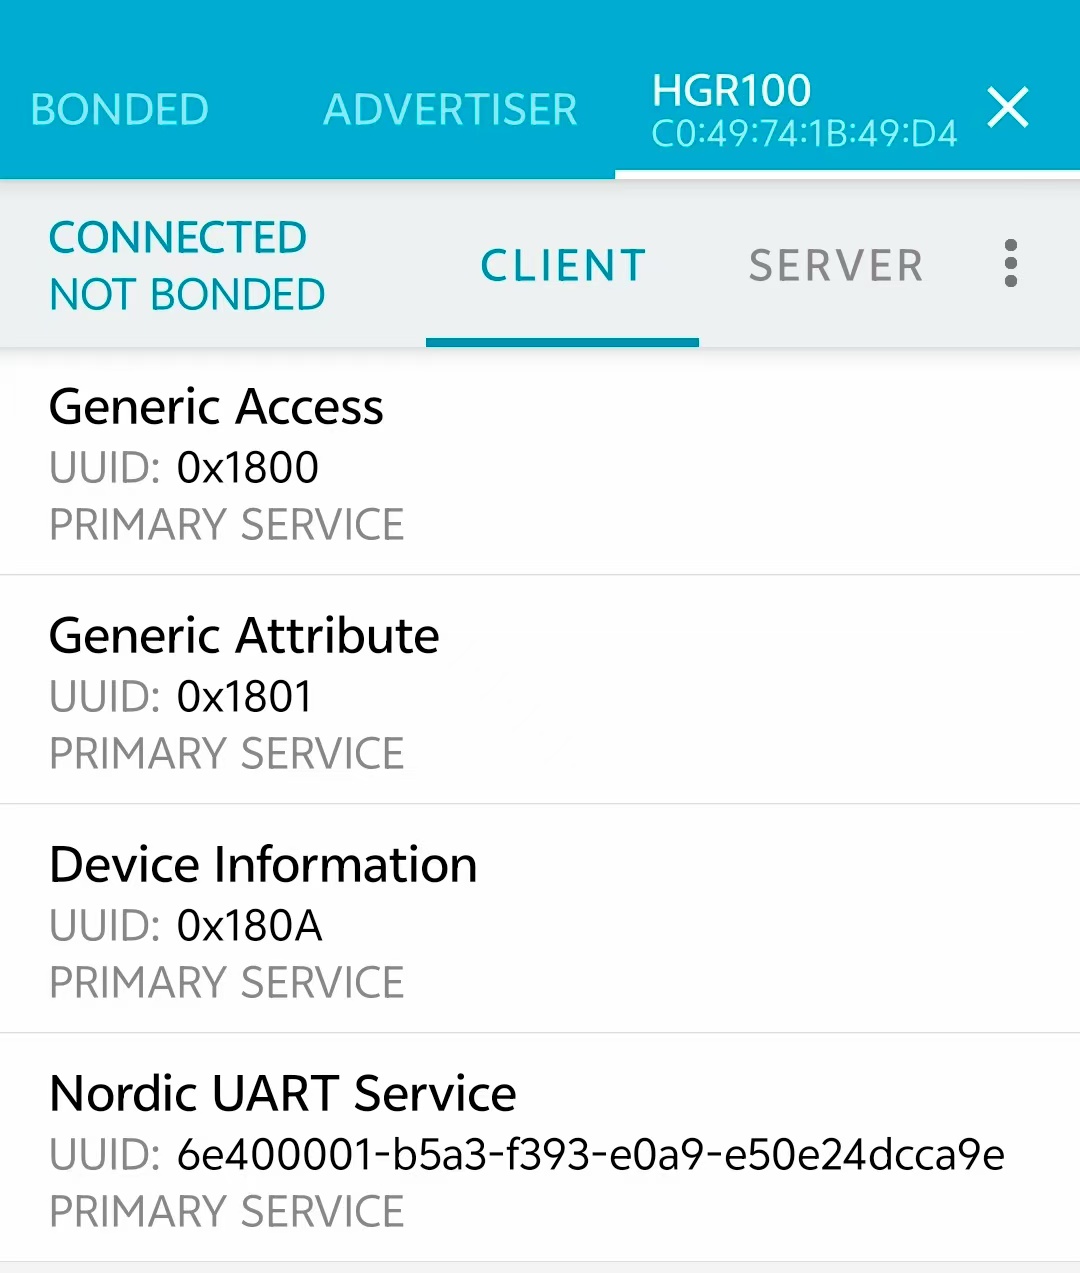 BONDED
ADVERTISER
HGR100
C0:49:74:1B:49:D4
CONNECTED
NOT BONDED
CLIENT
SERVER
Generic Access
UUID: 0x1800
PRIMARY SERVICE
Generic Attribute
UUID: 0x1801
PRIMARY SERVICE
Device Information
UUID: 0x180A
PRIMARY SERVICE
Nordic UART Service
UUID: 6e400001-b5a3-f393-e0a9-e50e24dcca9e
PRIMARY SERVICE